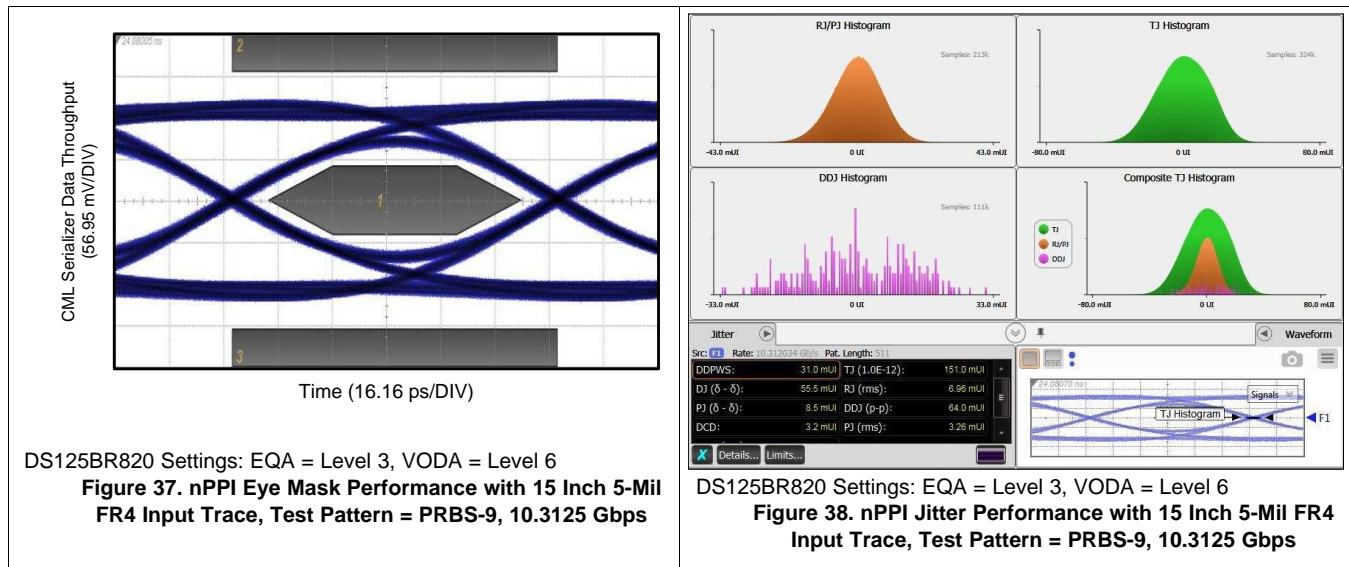 24.08005 ns
2
1
3
CML Serializer Data Throughput
(56.95 mV/DIV)
Time (16.16 ps/DIV)
DS125BR820 Settings: EQA = Level 3, VODA = Level 6
Figure 37. nPPI Eye Mask Performance with 15 Inch 5-Mil
FR4 Input Trace, Test Pattern = PRBS-9, 10.3125 Gbps
RJ/PJ Histogram
Samples: 213k
-43.0 mUI
0 UI
43.0 mUI
TJ Histogram
Samples: 324k
-80.0 mUI
0 UI
80.0 mUI
DDJ Histogram
Samples: 111k
-33.0 mUI
0 UI
33.0 mUI
Composite TJ Histogram
TJ
RJ/PJ
DDJ
-80.0 mUI
0 UI
80.0 mUI
Jitter
Waveform
Src: F1 Rate: 10.312034 Gb/s Pat. Length: 511
DDPWS: 31.0 mUI TJ (1.0E-12): 151.0 mUI
DJ (δ - δ): 55.5 mUI RJ (rms): 6.96 mUI
PJ (δ - δ): 8.5 mUI DDJ (p-p): 64.0 mUI
DCD: 3.2 mUI PJ (rms): 3.26 mUI
Details... Limits...
24.08070 ns
Signals
TJ Histogram
F1
DS125BR820 Settings: EQA = Level 3, VODA = Level 6
Figure 38. nPPI Jitter Performance with 15 Inch 5-Mil FR4
Input Trace, Test Pattern = PRBS-9, 10.3125 Gbps